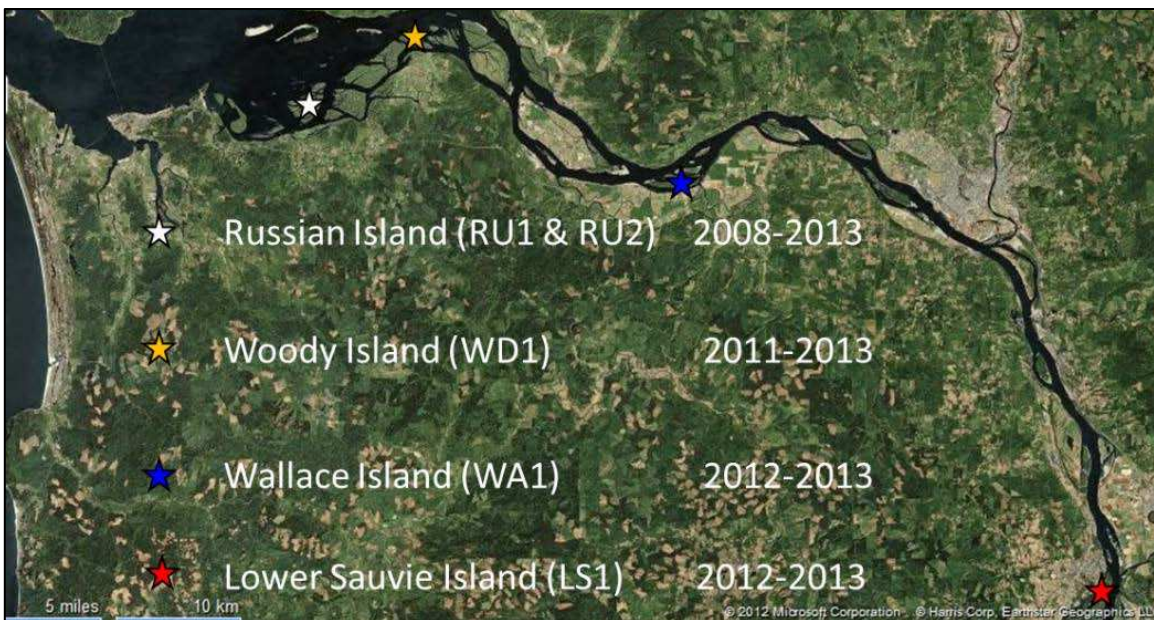 Russian Island (RU1 & RU2) 2008-2013
Woody Island (WD1) 2011-2013
Wallace Island (WA1) 2012-2013
Lower Sauvie Island (LS1) 2012-2013
5 miles 10 km
© 2012 Microsoft Corporation © Harris Corp, Earthstar Geographics LL